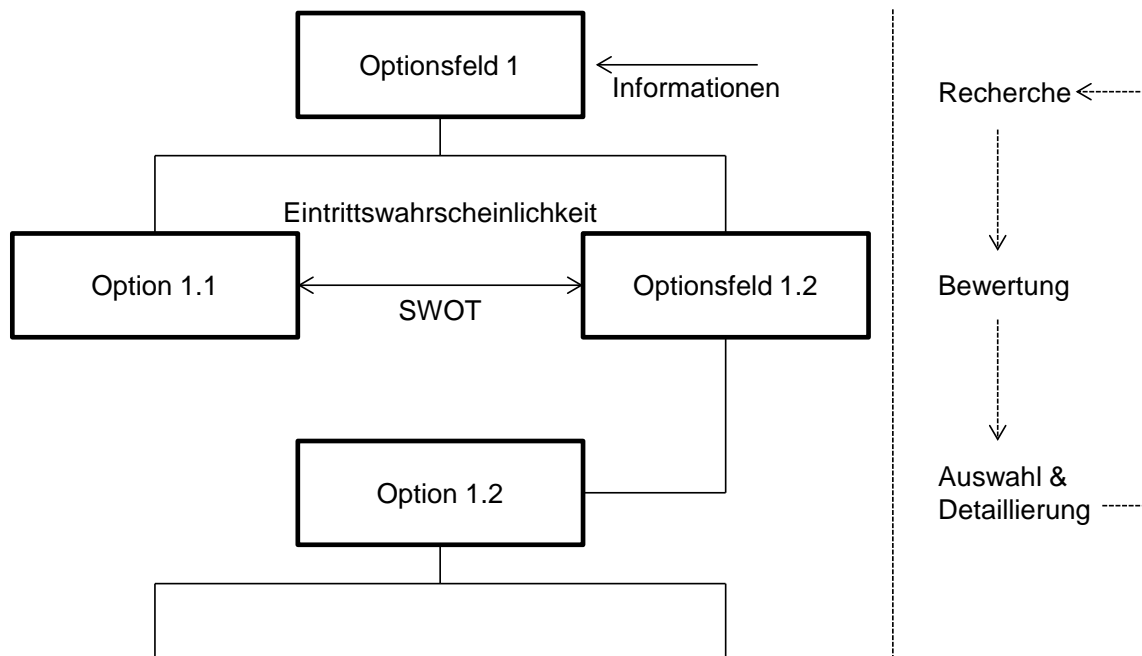 Optionsfeld 1
Informationen
Recherche
Eintrittswahrscheinlichkeit
Option 1.1
SWOT
Optionsfeld 1.2
Bewertung
Option 1.2
Auswahl &
Detaillierung